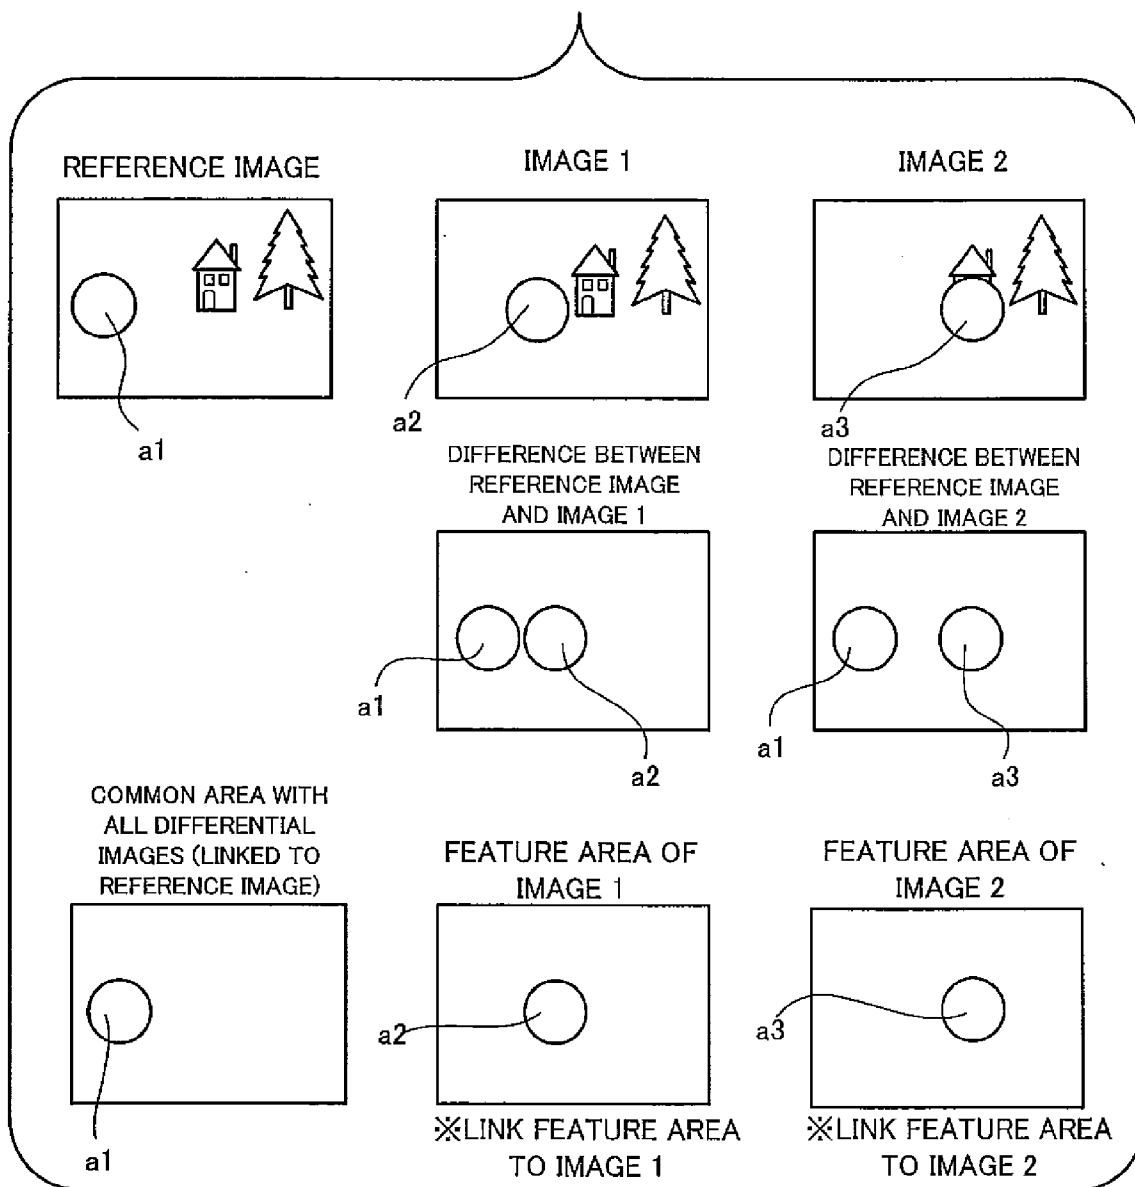 REFERENCE IMAGE
IMAGE 1
IMAGE 2
a1
a2
a3
DIFFERENCE BETWEEN
REFERENCE IMAGE
AND IMAGE 1
DIFFERENCE BETWEEN
REFERENCE IMAGE
AND IMAGE 2
a1
a2
a1
a3
COMMON AREA WITH
ALL DIFFERENTIAL
IMAGES (LINKED TO
REFERENCE IMAGE)
FEATURE AREA OF
IMAGE 1
FEATURE AREA OF
IMAGE 2
a1
a2
a3
※LINK FEATURE AREA
TO IMAGE 1
※LINK FEATURE AREA
TO IMAGE 2